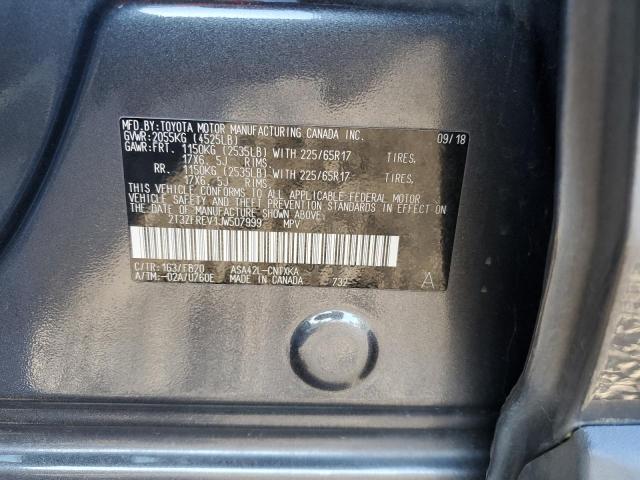 MFD.BY:TOYOTA MOTOR MANUFACTURING CANADA INC. 09/18
GVWR:2055KG (4525LB)
GAWR:FRT. 1150KG (2535LB) WITH 225/65R17 TIRES,
17X6.5J RIMS
RR. 1150KG (2535LB) WITH 225/65R17 TIRES,
17X6.5J RIMS
THIS VEHICLE CONFORMS TO ALL APPLICABLE FEDERAL MOTOR
VEHICLE SAFETY AND THEFT PREVENTION STANDARDS IN EFFECT
ON THE DATE OF MANUFACTURE SHOWN ABOVE.
2T3ZFREV1JW507999 MPV
C/TR:1G3/FB20 ASA42L-CNTXKA
A/TM:-02A/U760E MADE IN CANADA 732 A